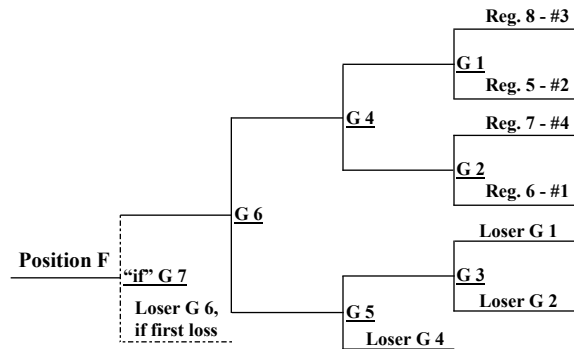 Reg. 8 - #3
G 1
Reg. 5 - #2
G 4
Reg. 7 - #4
G 2
Reg. 6 - #1
G 6
Loser G 1
Position F
"if" G 7
G 3
Loser G 6,
if first loss
G 5
Loser G 2
Loser G 4